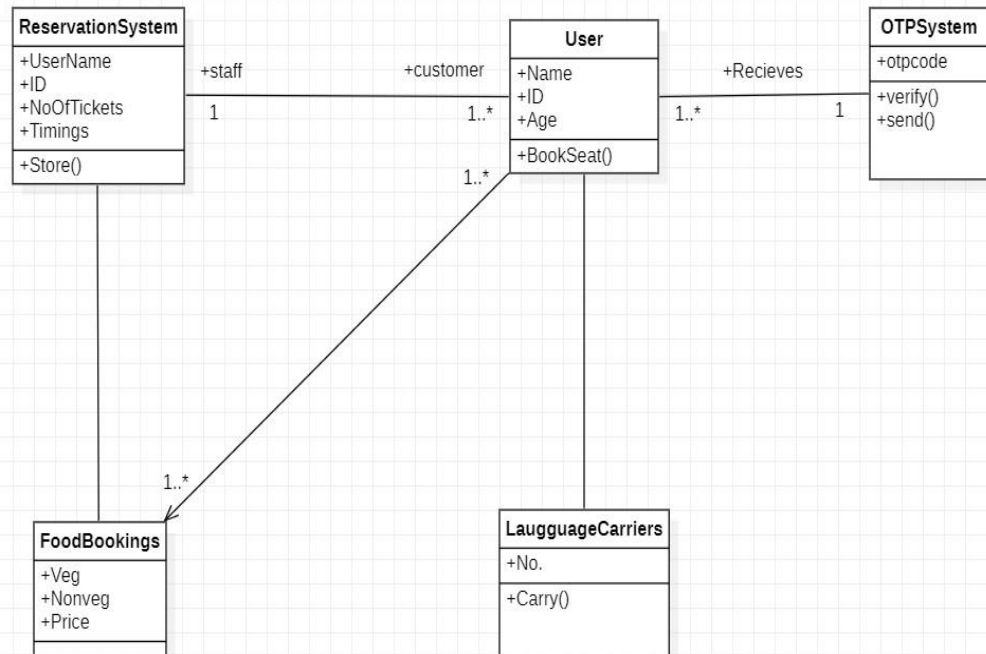 ReservationSystem
+UserName
+ID
+NoOfTickets
+Timings
+Store()
+staff
1
+customer
1..*
User
+Name
+ID
+Age
+BookSeat()
+Recieves
1..*
1
OTPSystem
+otpcode
+verify()
+send()
1..*
1..*
FoodBookings
+Veg
+Nonveg
+Price
LaugguageCarriers
+No.
+Carry()